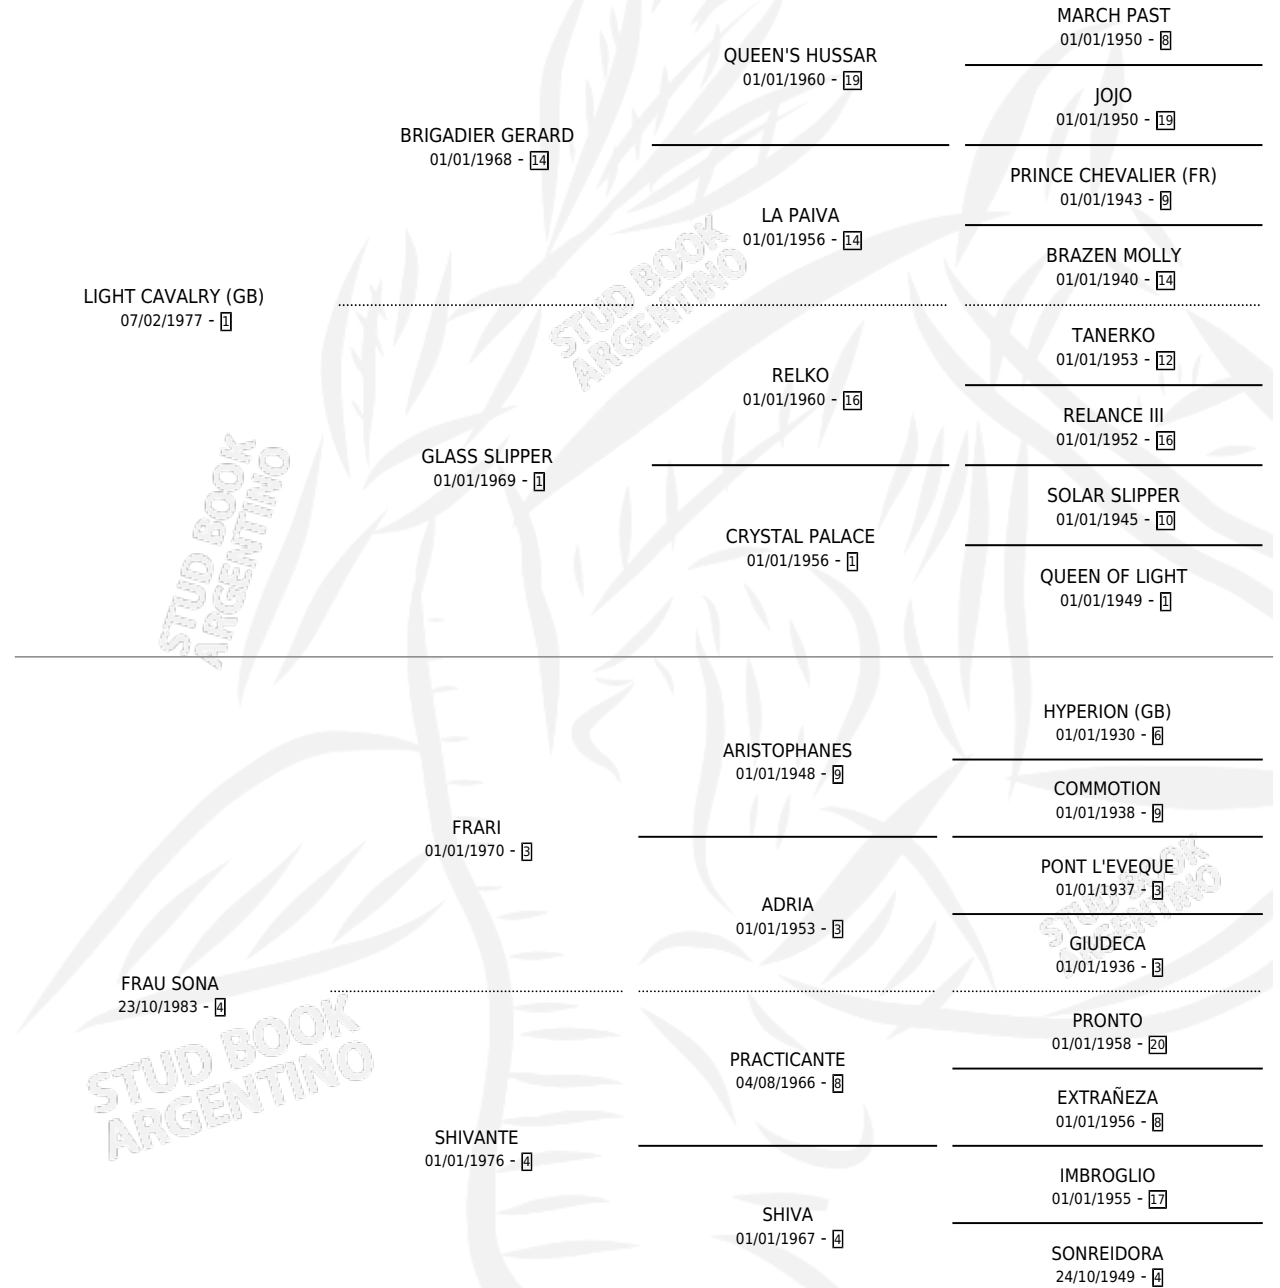 MARCH PAST
01/01/1950 - 8
QUEEN'S HUSSAR
01/01/1960 - 19
JOJO
01/01/1950 - 19
BRIGADIER GERARD
01/01/1968 - 14
PRINCE CHEVALIER (FR)
01/01/1943 - 9
LA PAIVA
01/01/1956 - 14
BRAZEN MOLLY
01/01/1940 - 14
LIGHT CAVALRY (GB)
07/02/1977 - 1
STUD BOOK
ARGENTINO
TANERKO
01/01/1953 - 12
RELKO
01/01/1960 - 16
RELANCE III
01/01/1952 - 16
GLASS SLIPPER
01/01/1969 - 1
SOLAR SLIPPER
01/01/1945 - 10
CRYSTAL PALACE
01/01/1956 - 1
QUEEN OF LIGHT
01/01/1949 - 1
STUD BOOK
ARGENTINO
HYPERION (GB)
01/01/1930 - 6
ARISTOPHANES
01/01/1948 - 9
COMMOTION
01/01/1938 - 9
FRARI
01/01/1970 - 3
PONT L'EVEQUE
01/01/1937 - 3
ADRIA
01/01/1953 - 3
GIUDECA
01/01/1936 - 3
STUD BOOK
ARGENTINO
FRAU SONA
23/10/1983 - 4
PRONTO
01/01/1958 - 20
PRACTICANTE
04/08/1966 - 8
EXTRAÑEZA
01/01/1956 - 8
STUD BOOK
ARGENTINO
SHIVANTE
01/01/1976 - 4
IMBROGLIO
01/01/1955 - 17
SHIVA
01/01/1967 - 4
SONREIDORA
24/10/1949 - 4